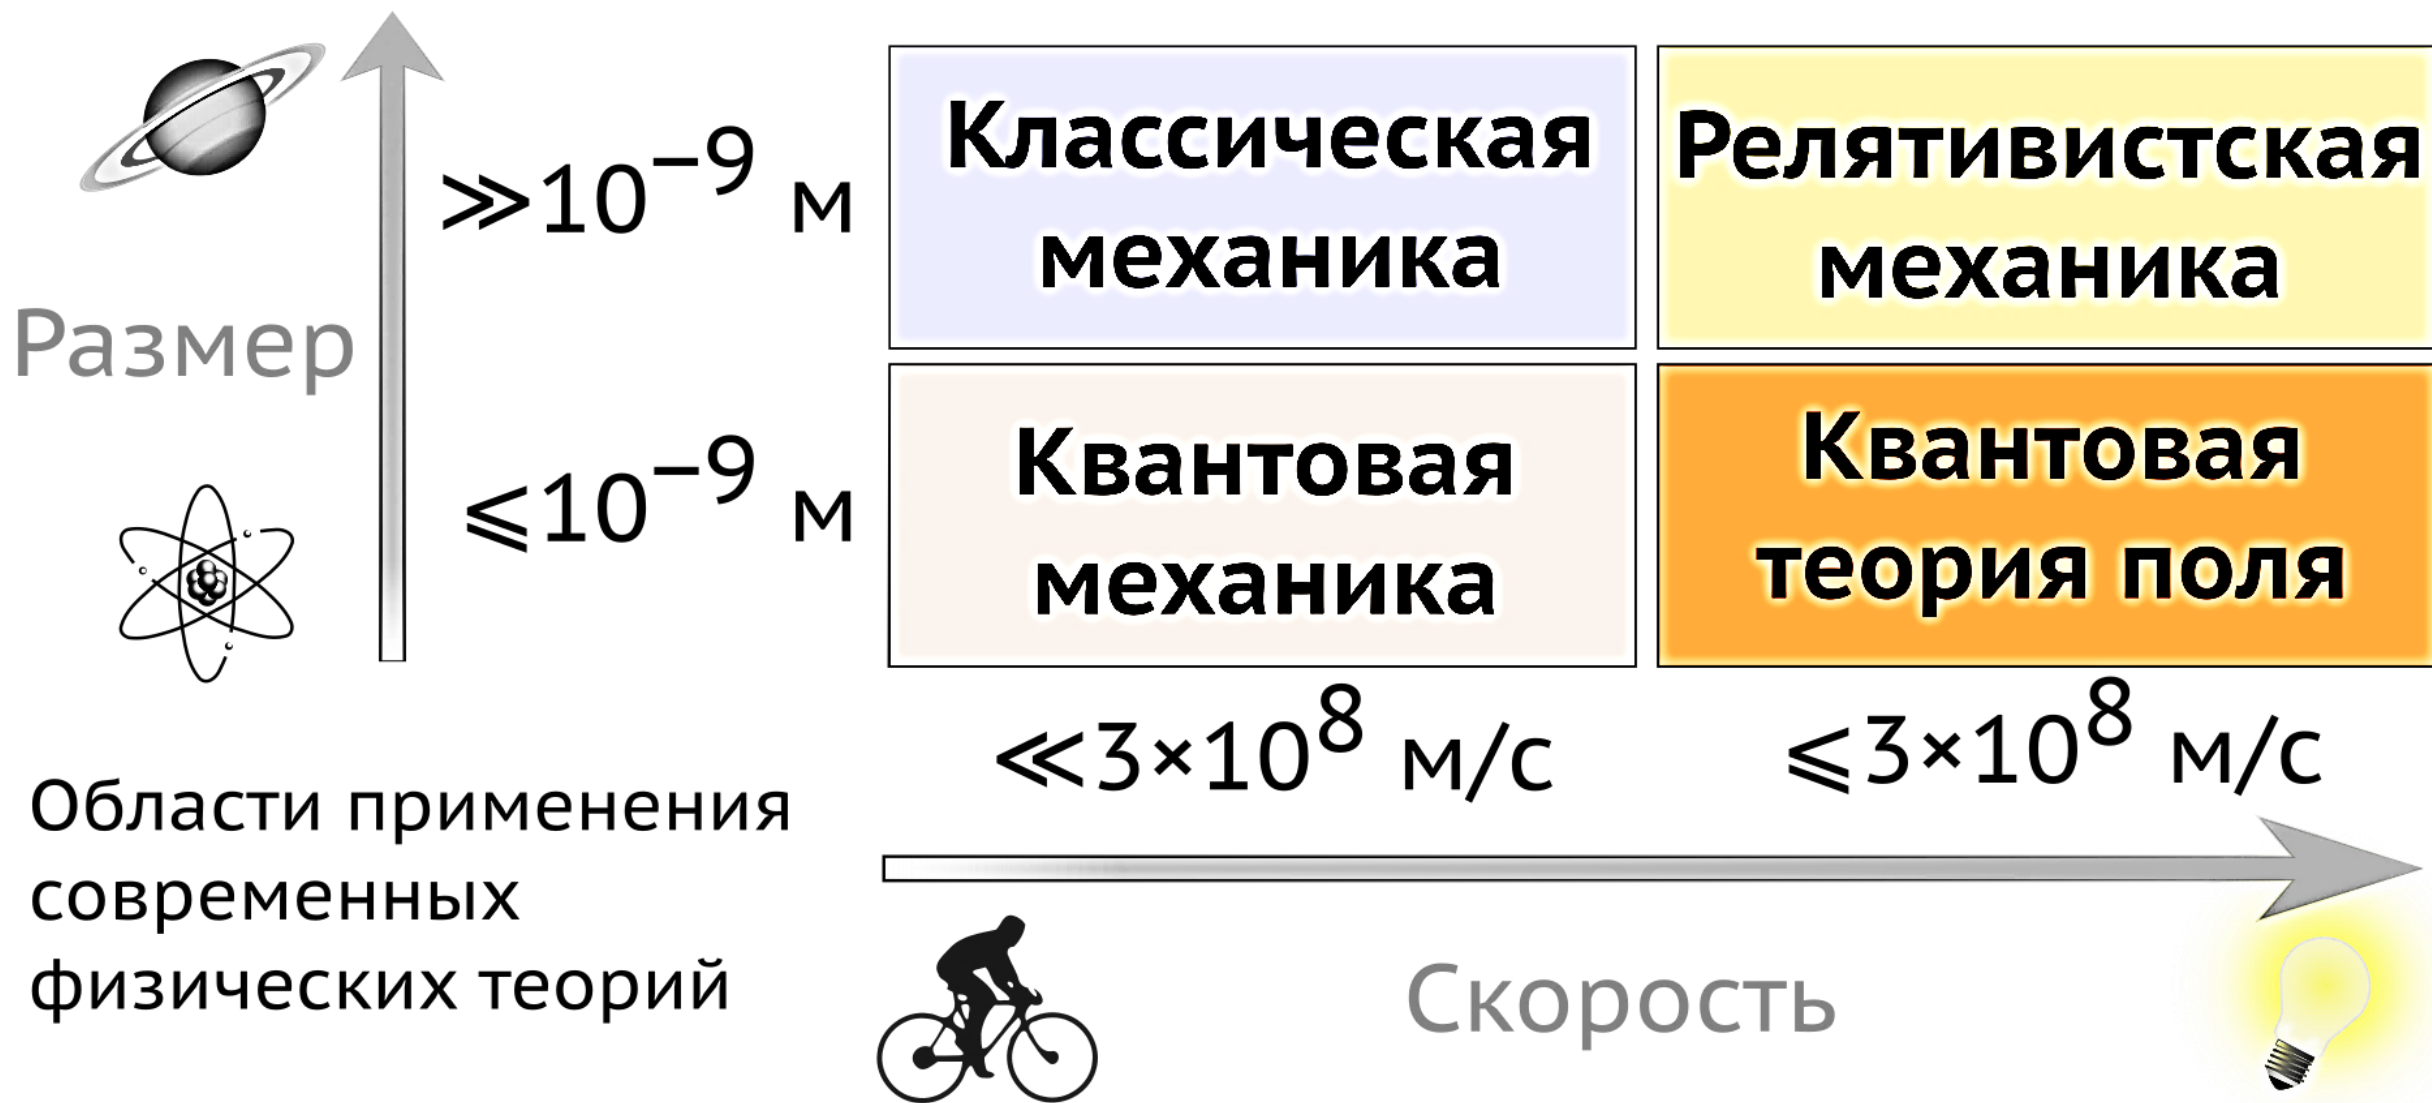 ≫10⁻⁹ м
Классическая
механика
Релятивистская
механика
Размер
⩽10⁻⁹ м
Квантовая
механика
Квантовая
теория поля
≪3×10⁸ м/с
⩽3×10⁸ м/с
Области применения
современных
физических теорий
Скорость